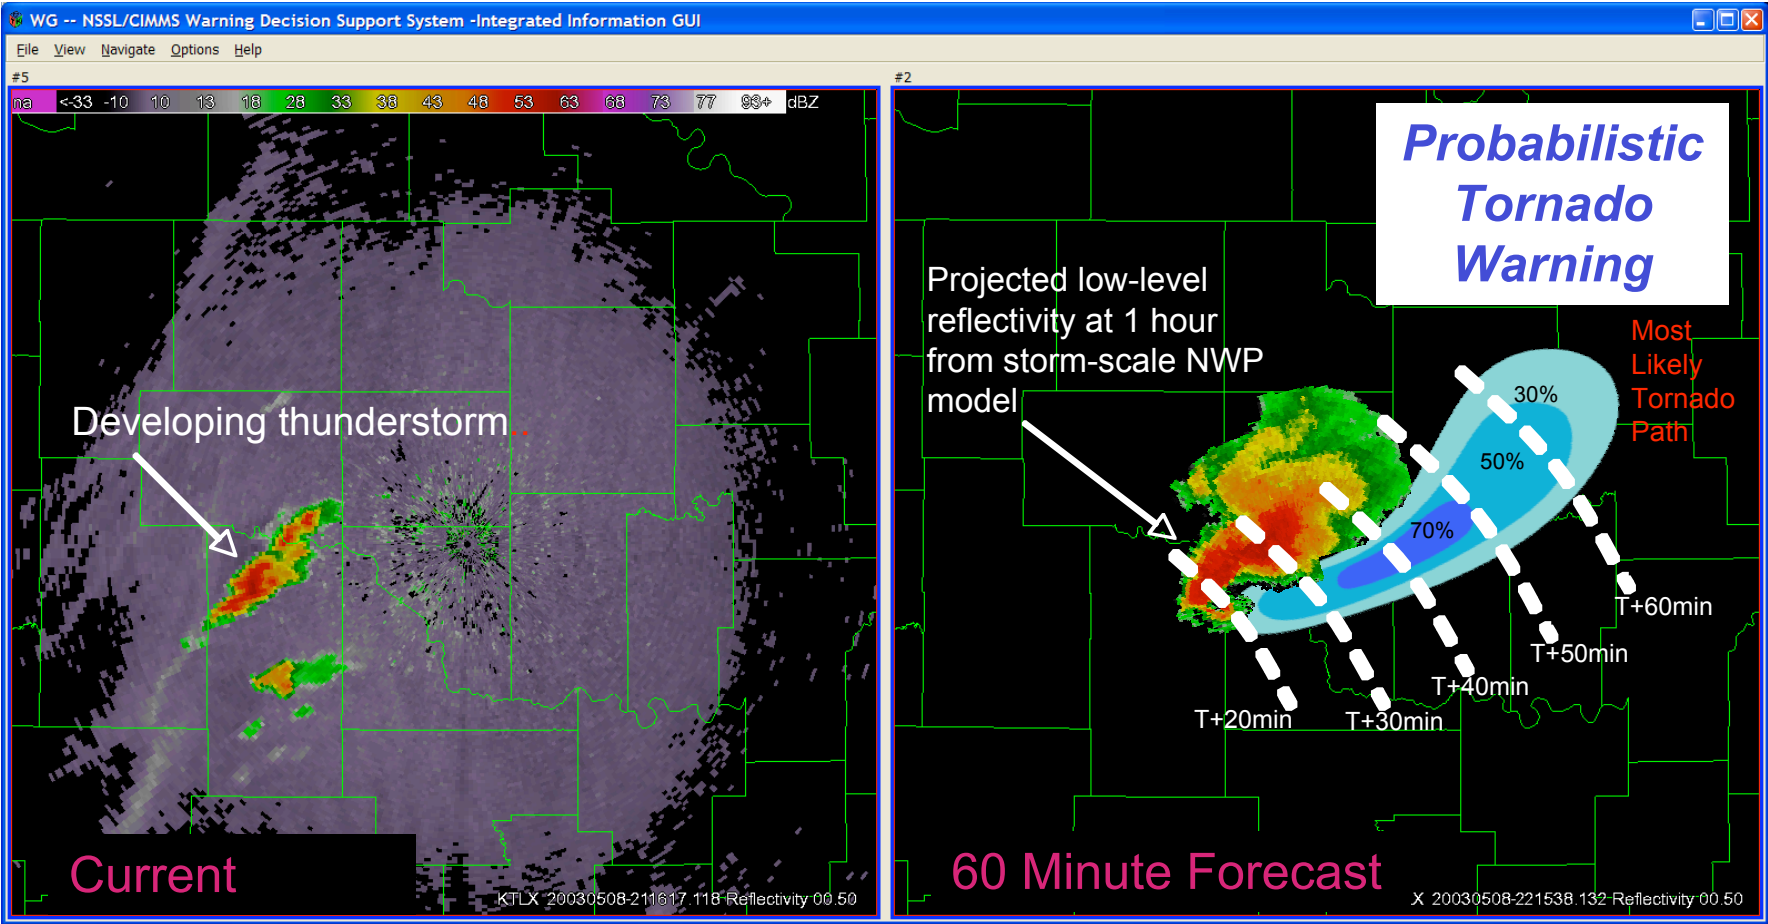 WG -- NSSL/CIMMS Warning Decision Support System -Integrated Information GUI
File View Navigate Options Help
#5
na <-33 -10 10 13 18 28 33 38 43 48 53 63 68 73 77 93+ dBZ
Developing thunderstorm..
Current
KTLX 20030508-211617.118 Reflectivity 00.50
#2
Probabilistic
Tornado
Warning
Projected low-level
reflectivity at 1 hour
from storm-scale NWP
model
Most
Likely
Tornado
Path
30%
50%
70%
T+60min
T+50min
T+40min
T+20min T+30min
60 Minute Forecast
X 20030508-221538.132 Reflectivity 00.50